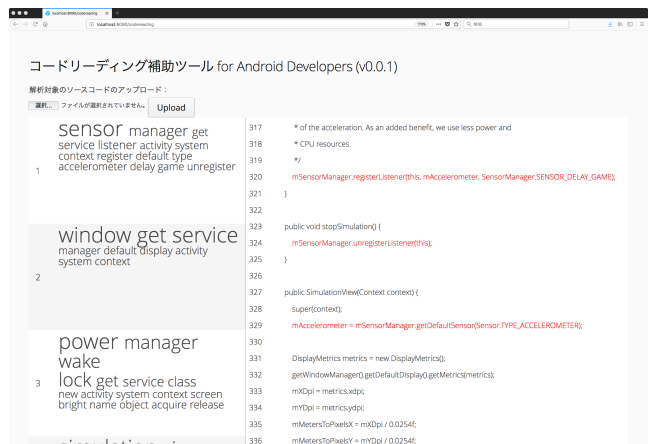 localhost:8080/codereading
localhost:8080/codereading
コードリーディング補助ツール for Android Developers (v0.0.1)
解析対象のソースコードのアップロード：
選択... ファイルが選択されていません。 Upload
1
sensor manager get
service listener activity system
context register default type
accelerometer delay game unregister
2
window get service
manager default display activity
system context
3
power manager
wake
lock get service class
new activity system context screen
bright name object acquire release
317 * of the acceleration. As an added benefit, we use less power and
318 * CPU resources.
319 */
320 mSensorManager.registerListener(this, mAccelerometer, SensorManager.SENSOR_DELAY_GAME);
321 }
322
323 public void stopSimulation() {
324 mSensorManager.unregisterListener(this);
325 }
326
327 public SimulationView(Context context) {
328 super(context);
329 mAccelerometer = mSensorManager.getDefaultSensor(Sensor.TYPE_ACCELEROMETER);
330
331 DisplayMetrics metrics = new DisplayMetrics();
332 getWindowManager().getDefaultDisplay().getMetrics(metrics);
333 mXDpi = metrics.xdpi;
334 mYDpi = metrics.ydpi;
335 mMetersToPixelsX = mXDpi / 0.0254f;
336 mMetersToPixelsY = mYDpi / 0.0254f;